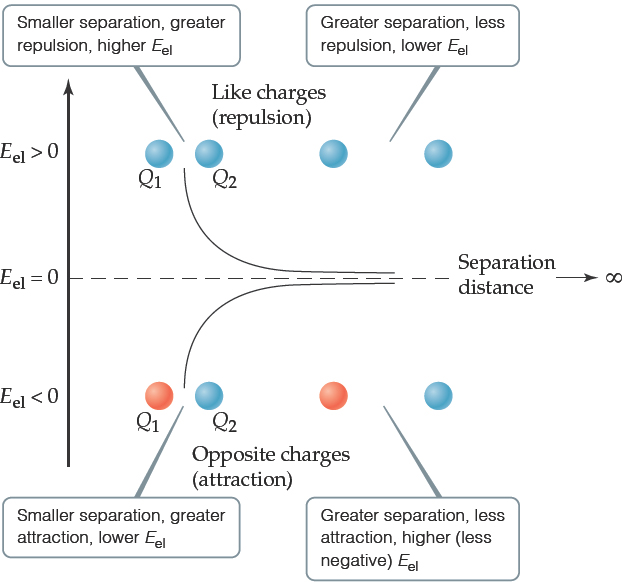 Smaller separation, greater
repulsion, higher Eel
Greater separation, less
repulsion, lower Eel
Like charges
(repulsion)
Eel > 0
Q1
Q2
Eel = 0
Separation
distance
∞
Eel < 0
Q1
Q2
Opposite charges
(attraction)
Smaller separation, greater
attraction, lower Eel
Greater separation, less
attraction, higher (less
negative) Eel